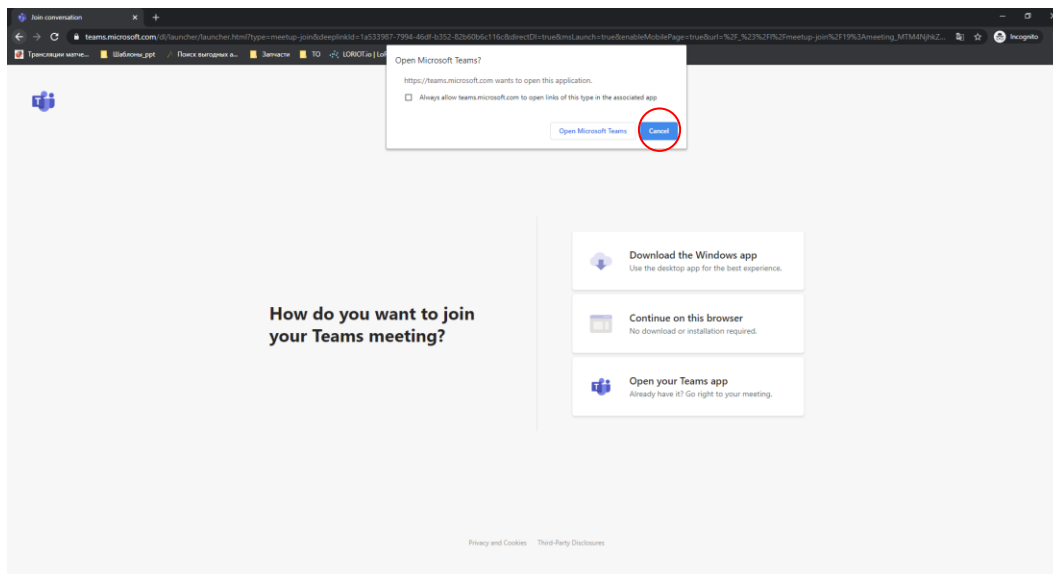 Join conversation
teams.microsoft.com/dl/launcher/launcher.html?type=meetup-join&deeplinkId=1a533987-7994-46df-b352-82b60b6c116c&directDl=true&msLaunch=true&enableMobilePage=true&url=%2F_%23%2Fl%2Fmeetup-join%2F19%3Ameeting_MTM4NjhkZ...
Incognito
Трансляции матче...
Шаблоны_ppt
Поиск выгодных а...
Запчасти
ТО
LORIOT.io | Lo
Open Microsoft Teams?
https://teams.microsoft.com wants to open this application.
Always allow teams.microsoft.com to open links of this type in the associated app
Open Microsoft Teams
Cancel
How do you want to join
your Teams meeting?
Download the Windows app
Use the desktop app for the best experience.
Continue on this browser
No download or installation required.
Open your Teams app
Already have it? Go right to your meeting.
Privacy and Cookies
Third-Party Disclosures